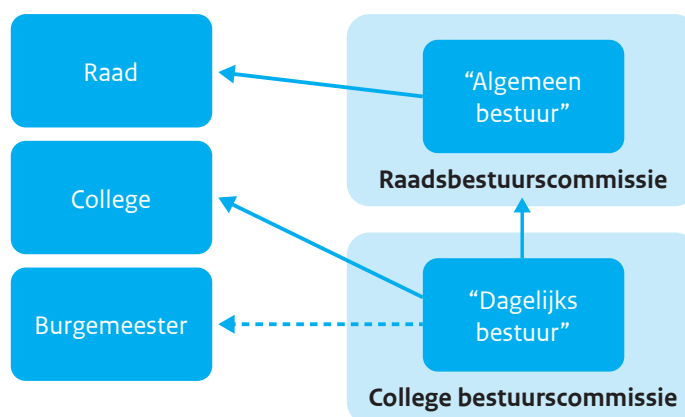 Raad
“Algemeen
bestuur”
Raadsbestuurscommissie
College
Burgemeester
“Dagelijks
bestuur”
College bestuurscommissie